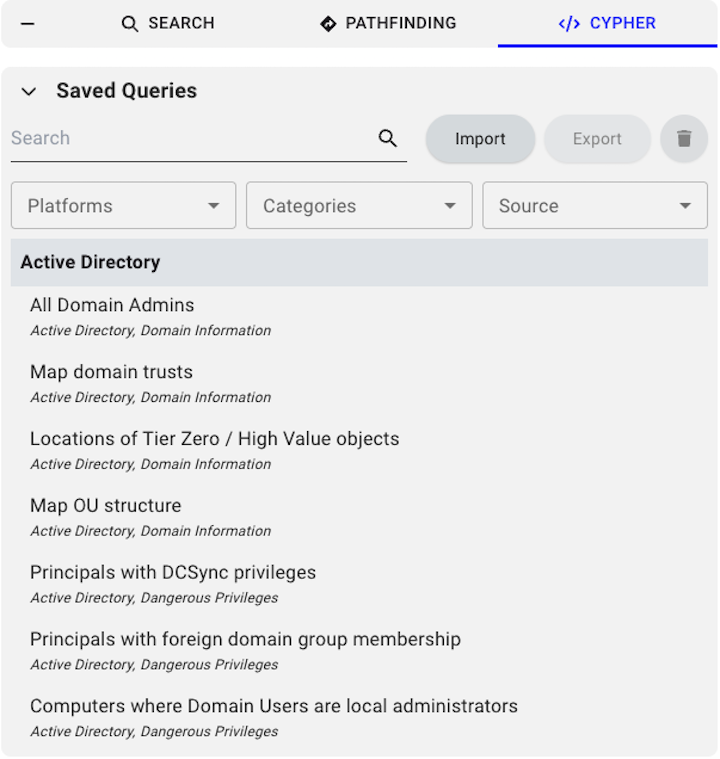 SEARCH PATHFINDING </> CYPHER
Saved Queries
Search Import Export
Platforms Categories Source
Active Directory
All Domain Admins
Active Directory, Domain Information
Map domain trusts
Active Directory, Domain Information
Locations of Tier Zero / High Value objects
Active Directory, Domain Information
Map OU structure
Active Directory, Domain Information
Principals with DCSync privileges
Active Directory, Dangerous Privileges
Principals with foreign domain group membership
Active Directory, Dangerous Privileges
Computers where Domain Users are local administrators
Active Directory, Dangerous Privileges